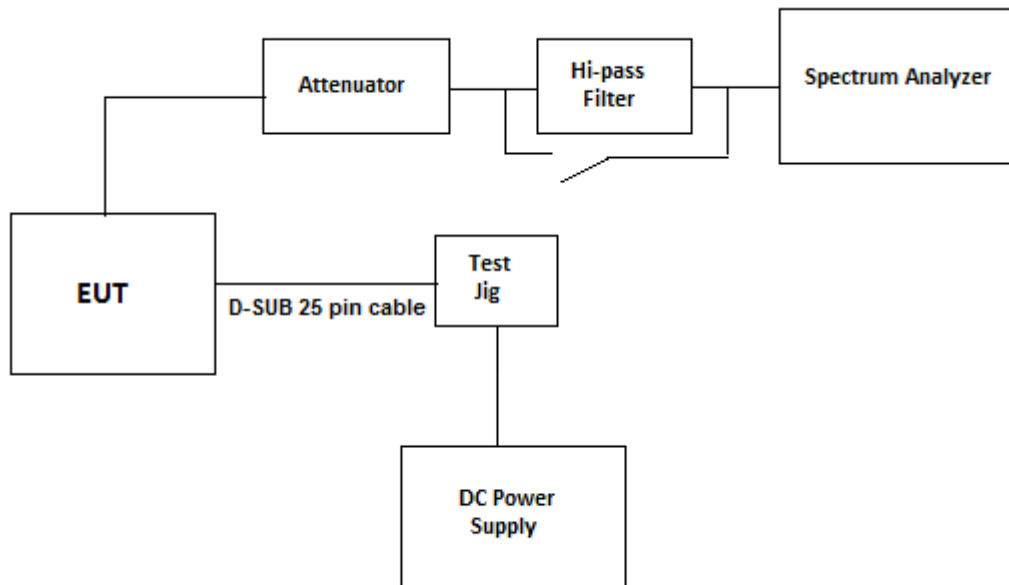 Attenuator
Hi-pass
Filter
Spectrum Analyzer
EUT
D-SUB 25 pin cable
Test
Jig
DC Power
Supply